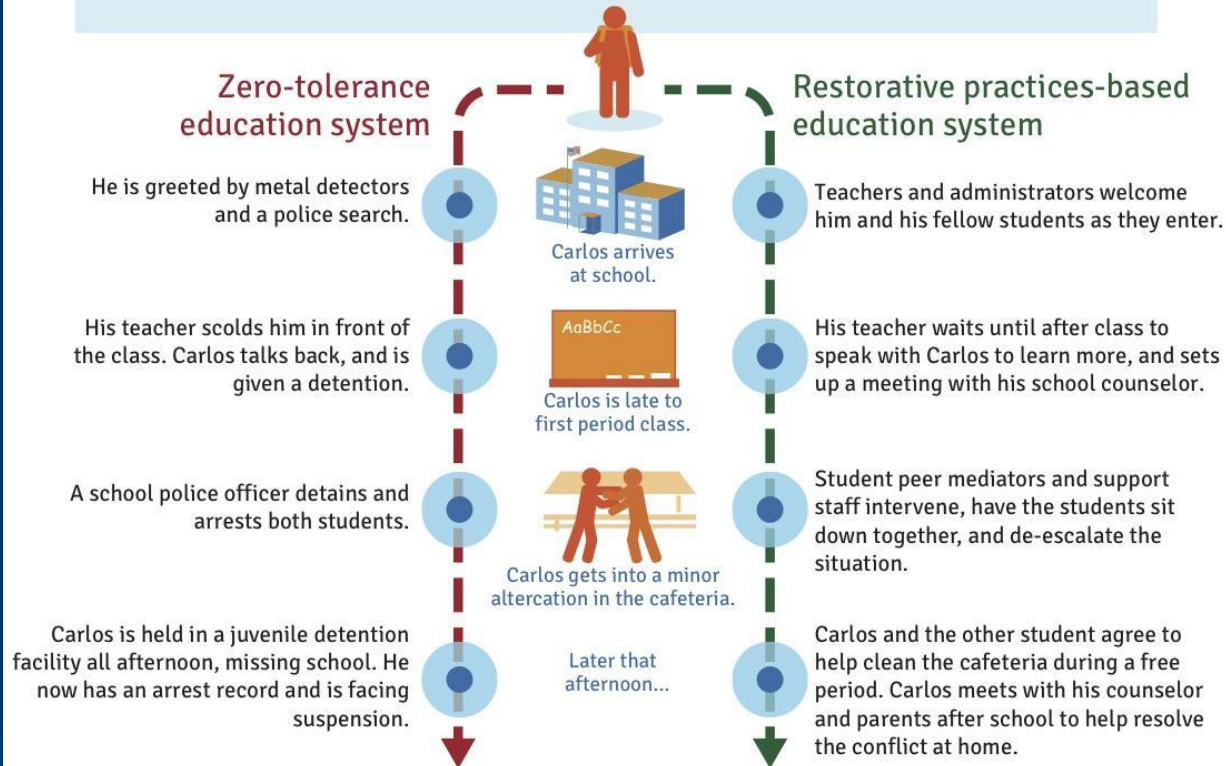 Zero-tolerance
education system
Restorative practices-based
education system
He is greeted by metal detectors
and a police search.
Carlos arrives
at school.
Teachers and administrators welcome
him and his fellow students as they enter.
His teacher scolds him in front of
the class. Carlos talks back, and is
given a detention.
AaBbCc
Carlos is late to
first period class.
His teacher waits until after class to
speak with Carlos to learn more, and sets
up a meeting with his school counselor.
A school police officer detains and
arrests both students.
Carlos gets into a minor
altercation in the cafeteria.
Student peer mediators and support
staff intervene, have the students sit
down together, and de-escalate the
situation.
Carlos is held in a juvenile detention
facility all afternoon, missing school. He
now has an arrest record and is facing
suspension.
Later that
afternoon...
Carlos and the other student agree to
help clean the cafeteria during a free
period. Carlos meets with his counselor
and parents after school to help resolve
the conflict at home.